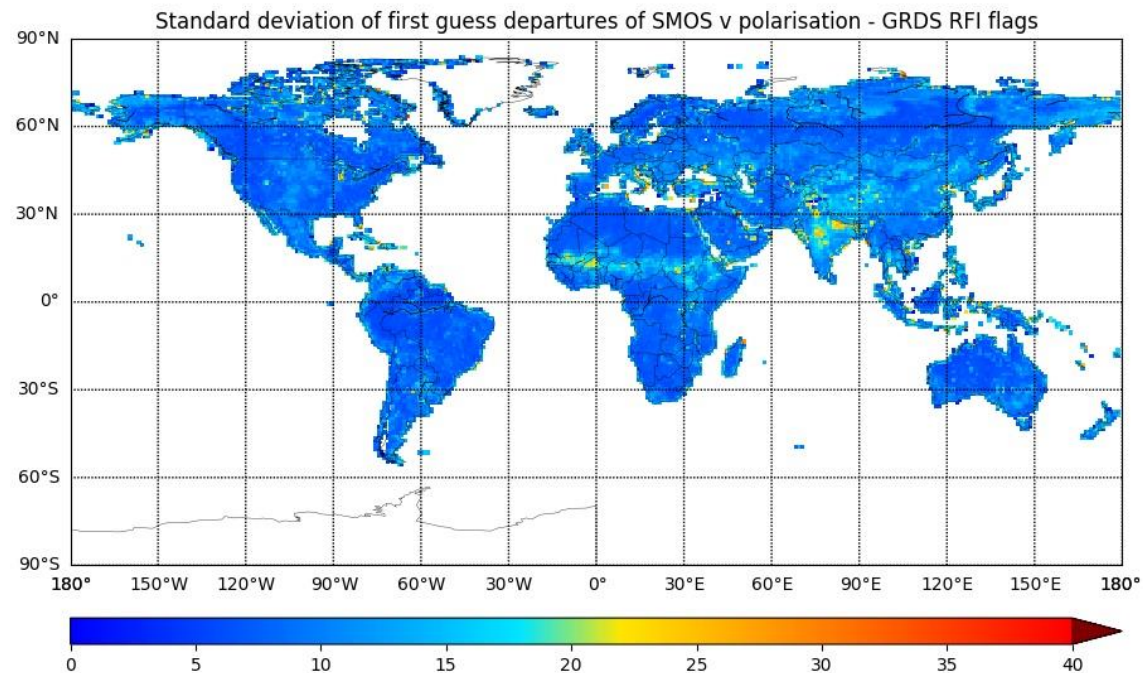 Standard deviation of first guess departures of SMOS v polarisation - GRDS RFI flags
90°N
60°N
30°N
0°
30°S
60°S
90°S
180° 150°W 120°W 90°W 60°W 30°W 0° 30°E 60°E 90°E 120°E 150°E 180°
0 5 10 15 20 25 30 35 40